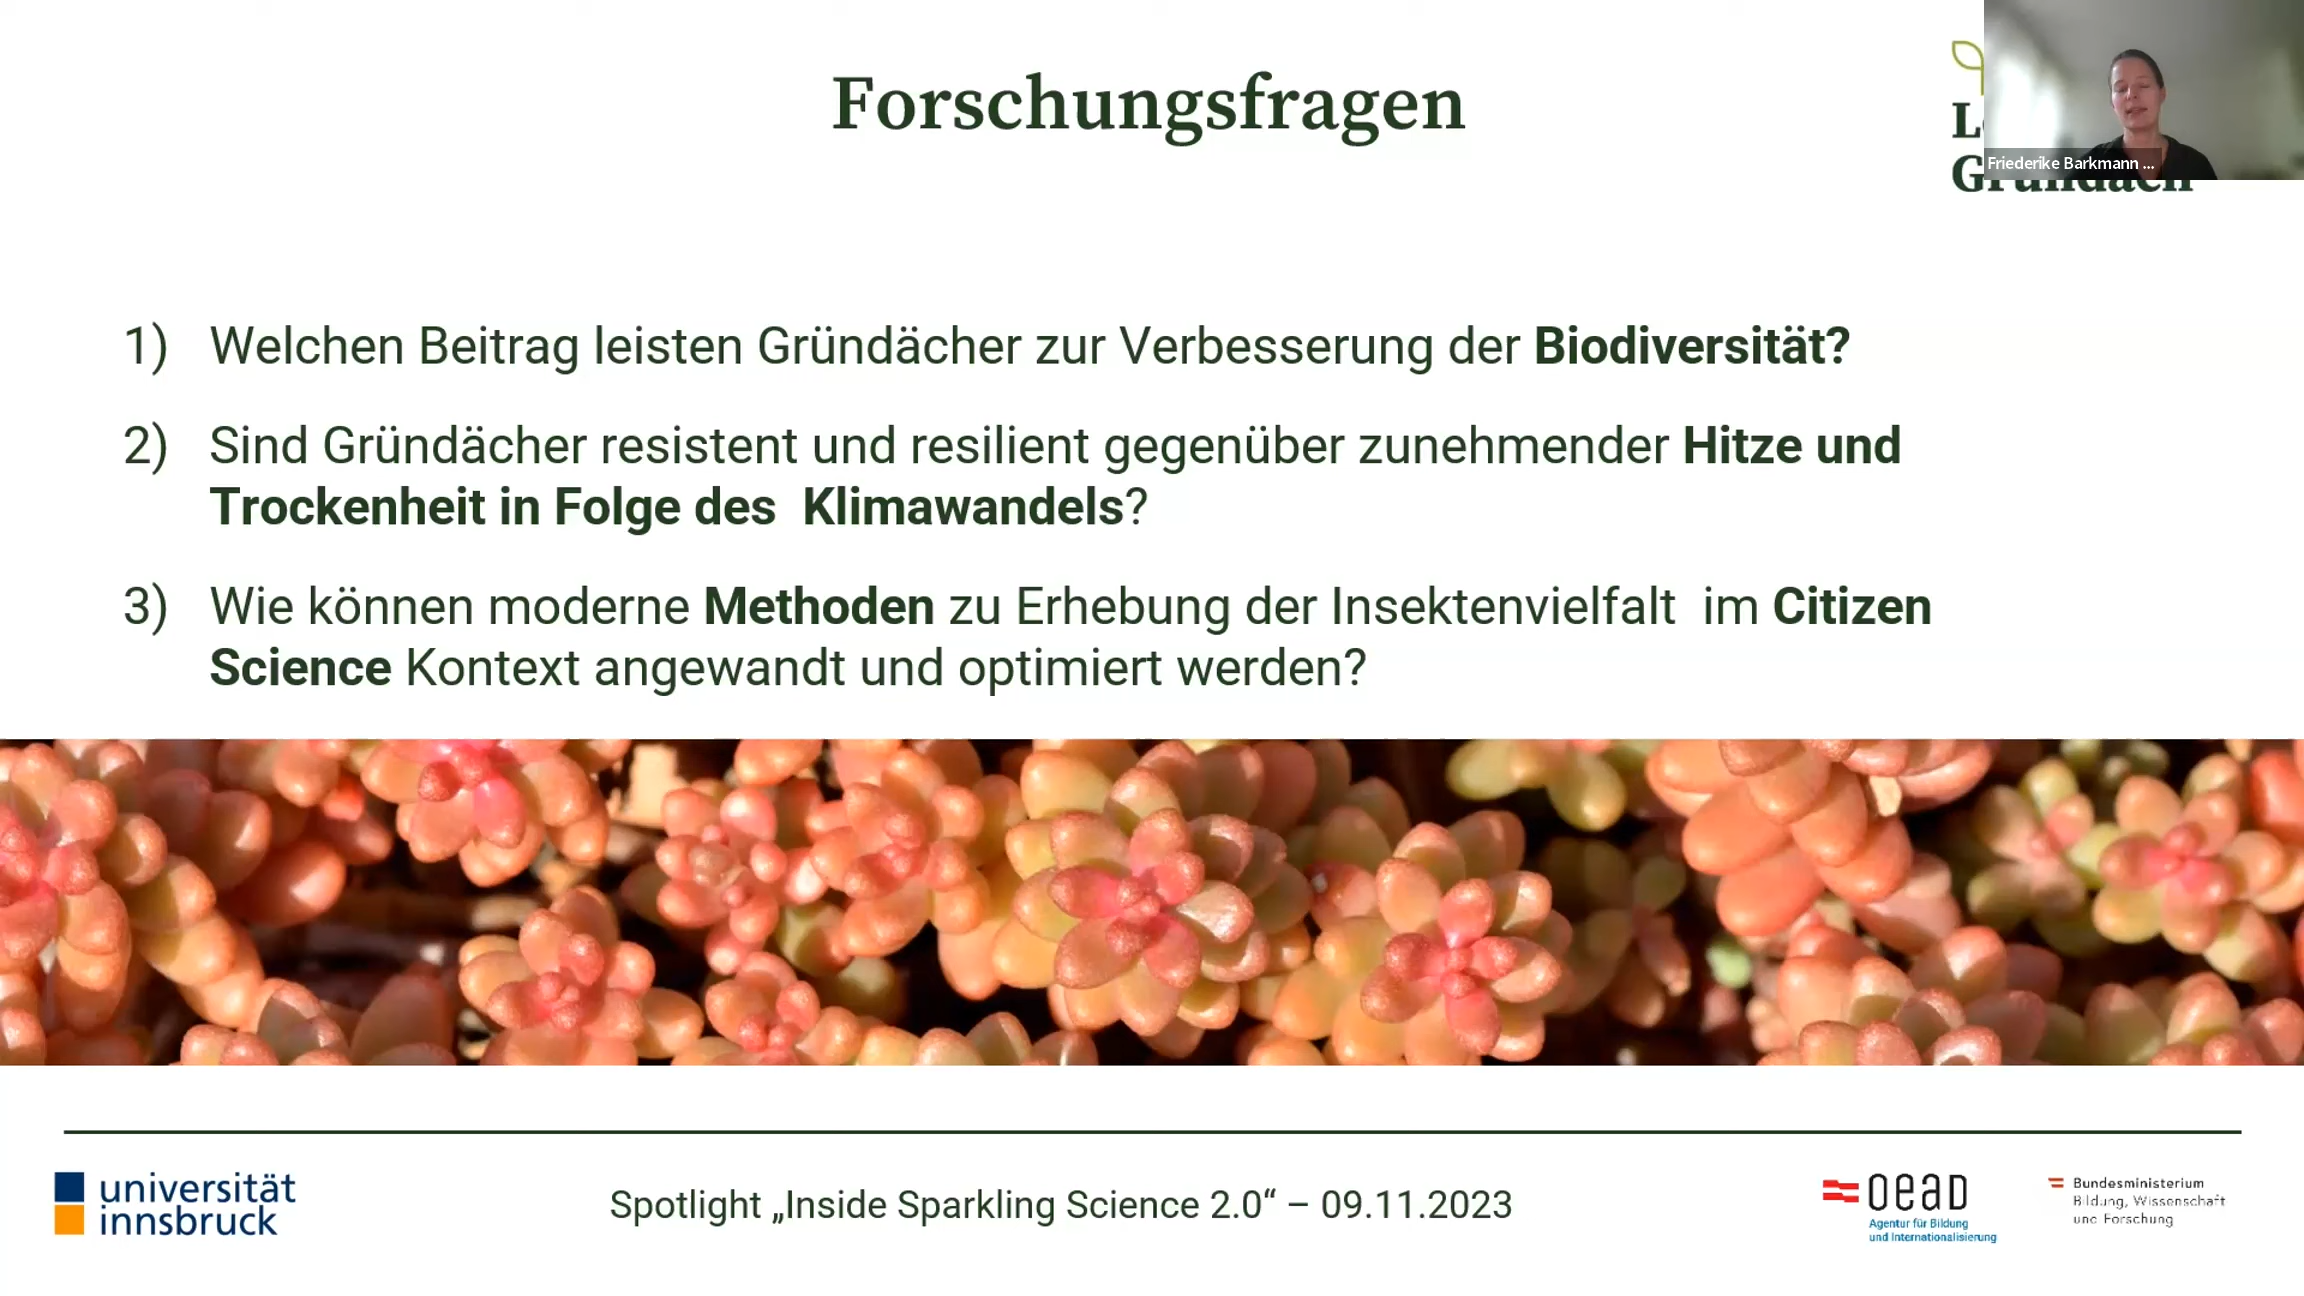 Forschungsfragen
Friederike Barkmann ...
1) Welchen Beitrag leisten Gründächer zur Verbesserung der Biodiversität?
2) Sind Gründächer resistent und resilient gegenüber zunehmender Hitze und
Trockenheit in Folge des Klimawandels?
3) Wie können moderne Methoden zu Erhebung der Insektenvielfalt im Citizen
Science Kontext angewandt und optimiert werden?
universität
innsbruck
Spotlight „Inside Sparkling Science 2.0“ – 09.11.2023
OeAD
Agentur für Bildung
und Internationalisierung
Bundesministerium
Bildung, Wissenschaft
und Forschung